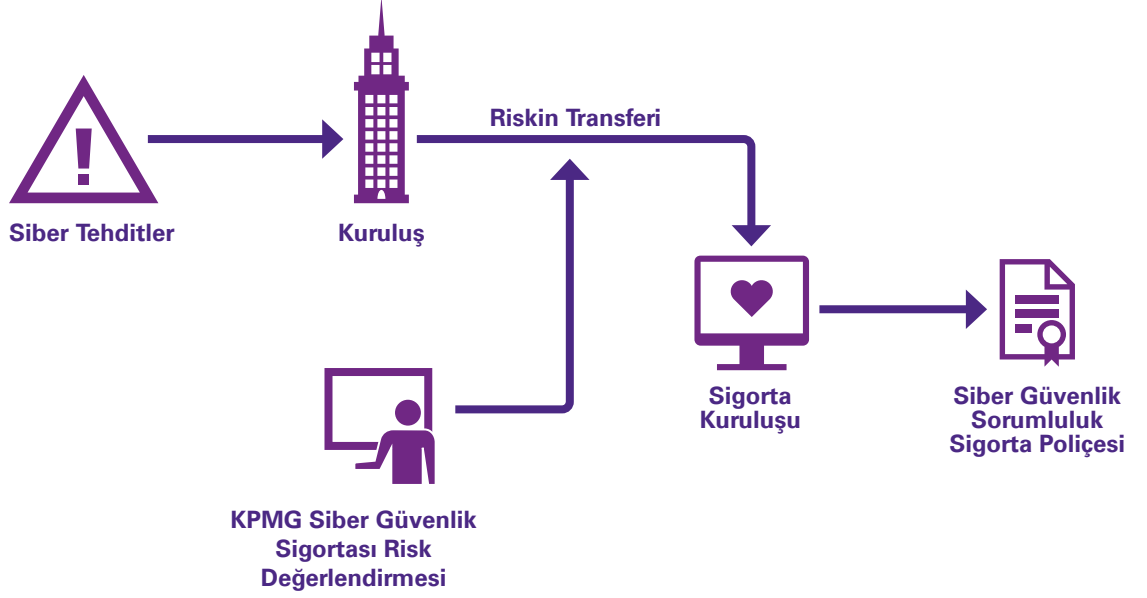 Riskin Transferi
Siber Tehditler
Kuruluş
Sigorta
Kuruluşu
Siber Güvenlik
Sorumluluk
Sigorta Poliçesi
KPMG Siber Güvenlik
Sigortası Risk
Değerlendirmesi